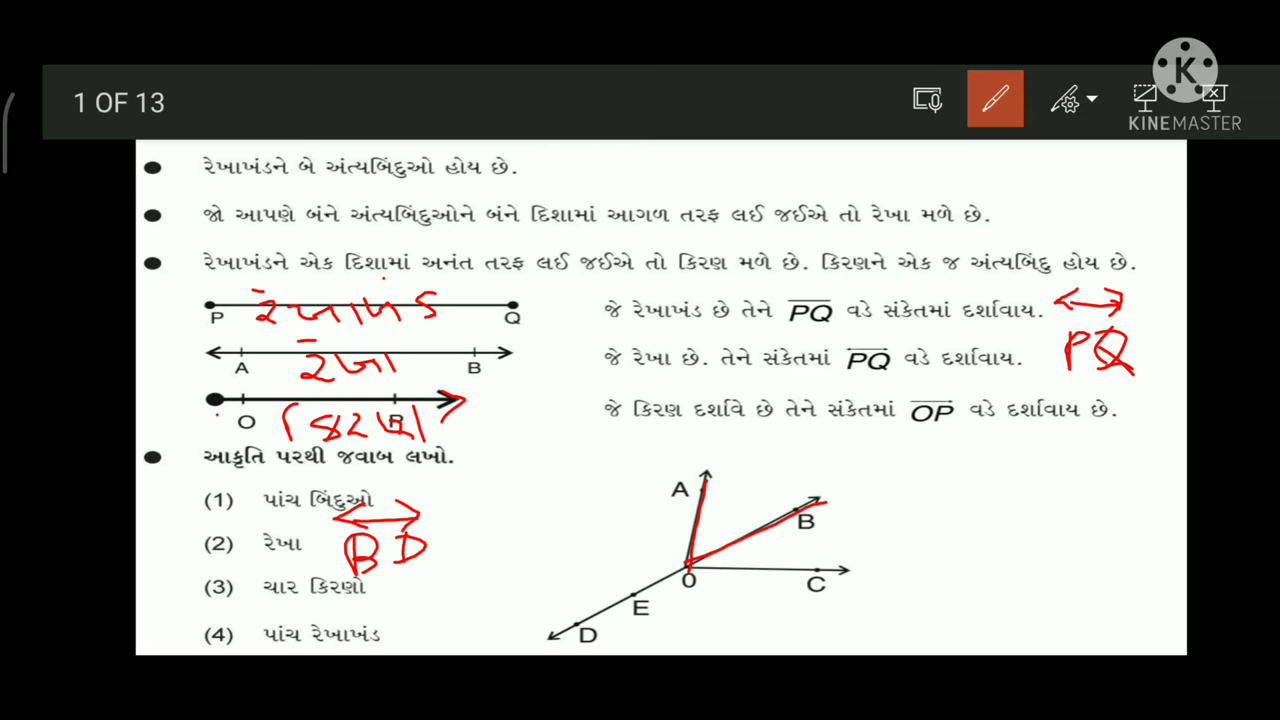 1 OF 13
KINEMASTER
રેખાખંડને બે અંત્યબિંદુઓ હોય છે.
જો આપણે બંને અંત્યબિંદુઓને બંને દિશામાં આગળ તરફ લઈ જઈએ તો રેખા મળે છે.
રેખાખંડને એક દિશામાં અનંત તરફ લઈ જઈએ તો કિરણ મળે છે. કિરણને એક જ અંત્યબિંદુ હોય છે.
P રેખાખંડ Q
જે રેખાખંડ છે તેને PQ વડે સંકેતમાં દર્શાવાય.
A રેખા B
જે રેખા છે. તેને સંકેતમાં PQ વડે દર્શાવાય.
PQ
O કિરણ P
જે કિરણ દર્શાવે છે તેને સંકેતમાં OP વડે દર્શાવાય છે.
આકૃતિ પરથી જવાબ લખો.
(1) પાંચ બિંદુઓ
(2) રેખા BD
(3) ચાર કિરણો
(4) પાંચ રેખાખંડ
A
B
O
C
E
D